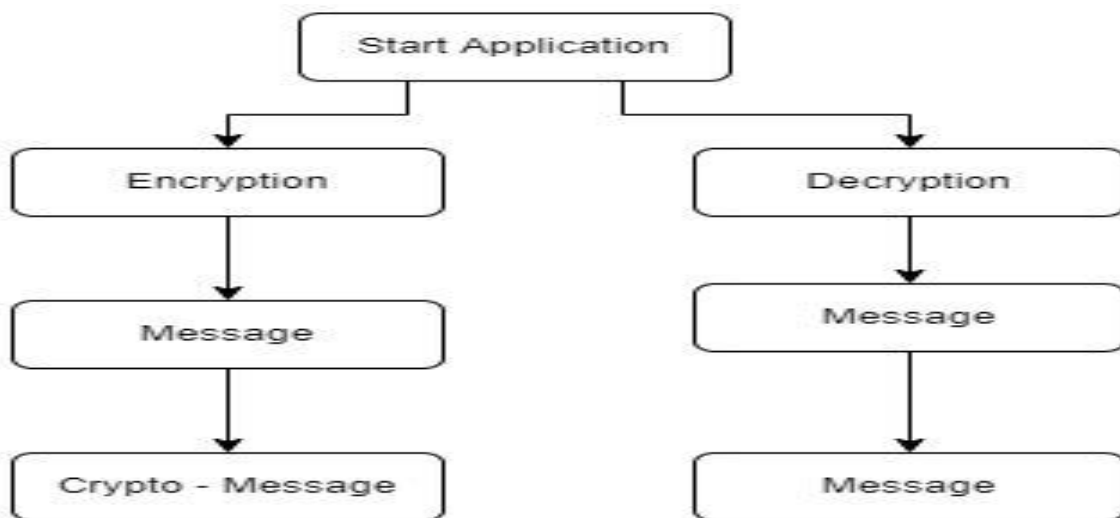 Start Application
Encryption
Decryption
Message
Message
Crypto - Message
Message